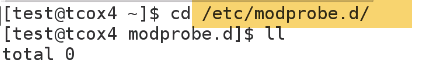 [test@tcox4 ~]$ cd /etc/modprobe.d/
[test@tcox4 modprobe.d]$ ll
total 0